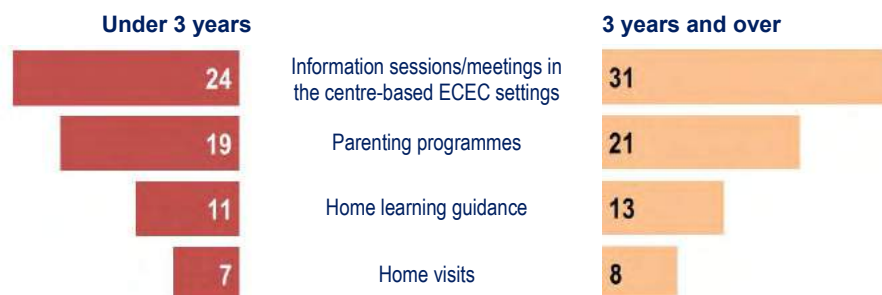 Under 3 years 3 years and over
24 Information sessions/meetings in 31
the centre-based ECEC settings
19 Parenting programmes 21
11 Home learning guidance 13
7 Home visits 8